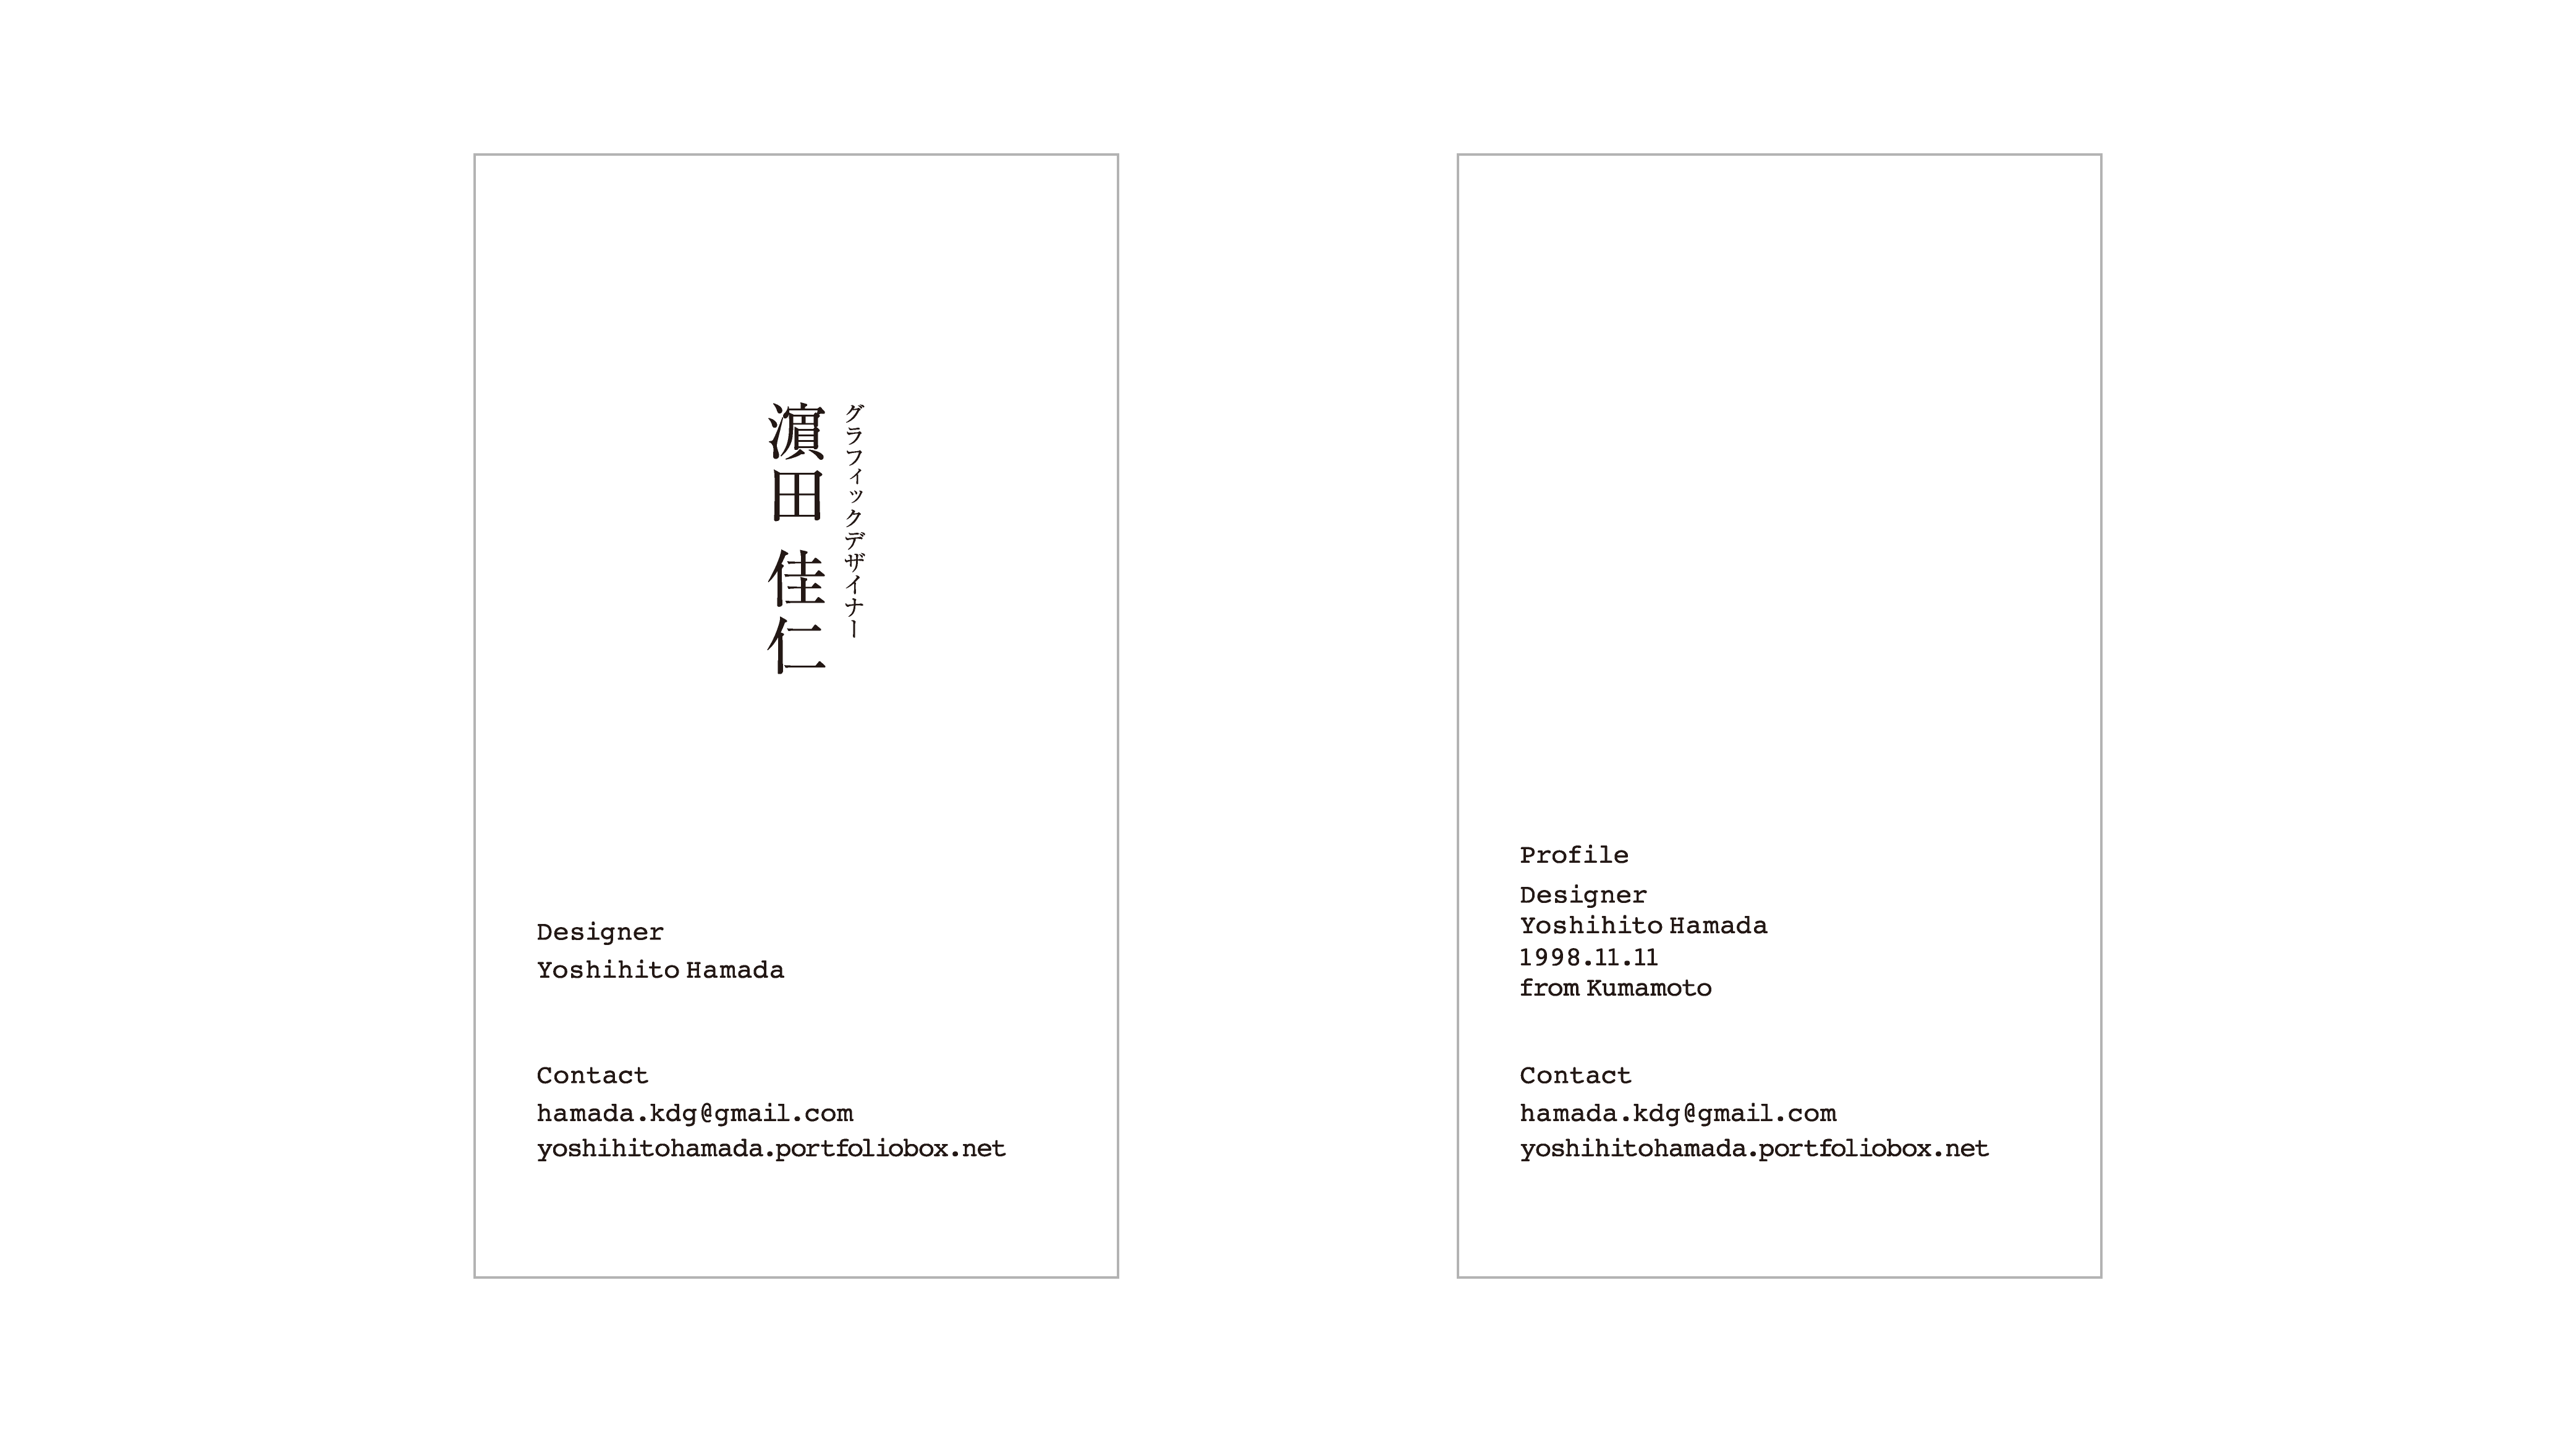 グラフィックデザイナー
濵田 佳仁
Designer
Yoshihito Hamada
Contact
hamada.kdg@gmail.com
yoshihitohamada.portfoliobox.net
Profile
Designer
Yoshihito Hamada
1998.11.11
from Kumamoto
Contact
hamada.kdg@gmail.com
yoshihitohamada.portfoliobox.net